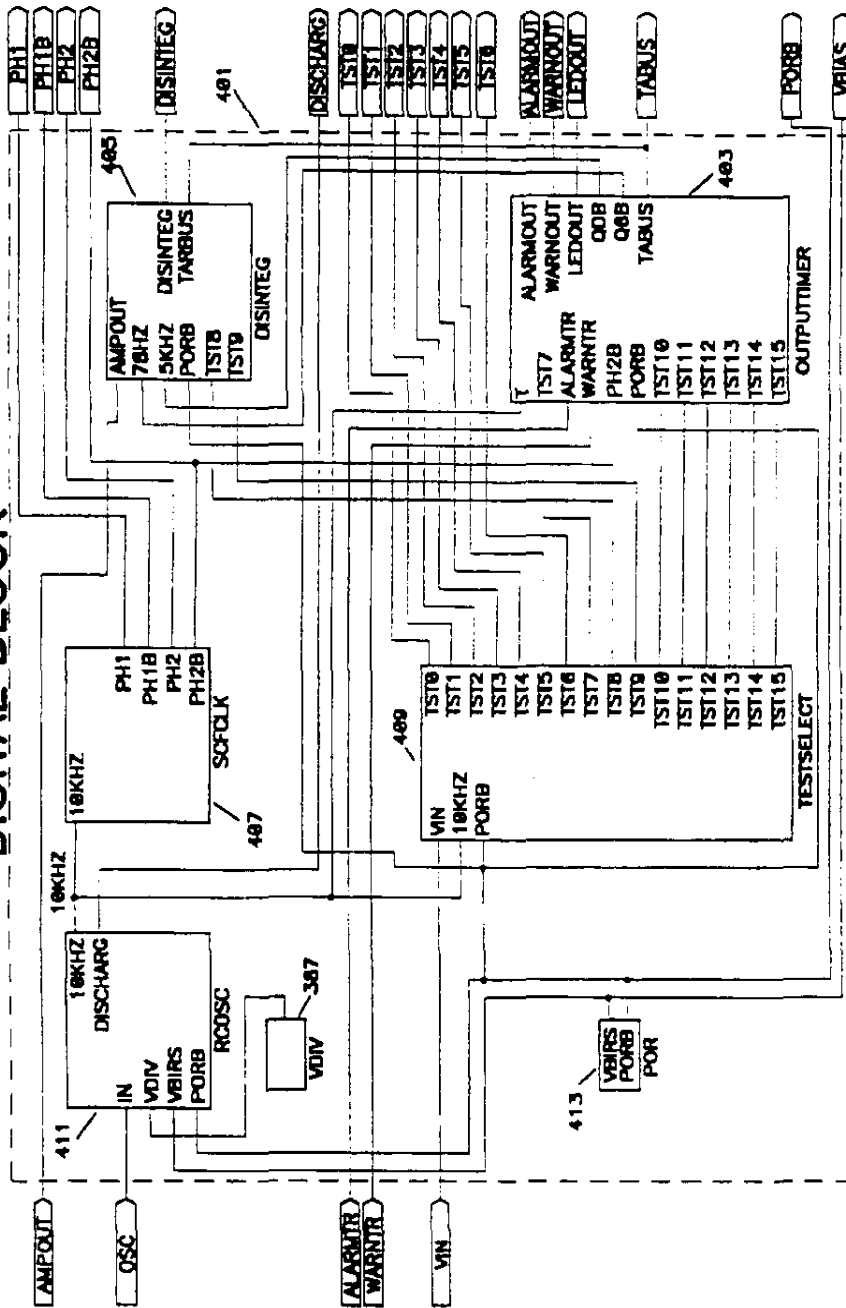 PH1
PH1B
PH2
PH2B
DISINTEG
DISCHARG
TST0
TST1
TST2
TST3
TST4
TST5
TST6
ALARMOUT
WARNOUT
LEDOUT
TABUS
PORB
VBIAS
401
405
AMPOUT
78HZ
5KHZ
PORB
TST8
TST9
DISINTEG
TARBUS
DISINTEG
403
T
TST7
ALARMTR
WARNTR
PH2B
PORB
TST10
TST11
TST12
TST13
TST14
TST15
ALARMOUT
WARNOUT
LEDOUT
Q0B
Q6B
TABUS
OUTPUTTIMER
10KHZ
PH1
PH1B
PH2
PH2B
SCFCLK
407
409
VIN
10KHZ
PORB
TST0
TST1
TST2
TST3
TST4
TST5
TST6
TST7
TST8
TST9
TST10
TST11
TST12
TST13
TST14
TST15
TESTSELECT
10KHZ
10KHZ
DISCHARG
IN
VDIV
VBIRS
PORB
RCOSC
411
387
VDIV
413
VBIRS
PORB
POR
AMPOUT
OSC
ALARMTR
WARNTR
VIN